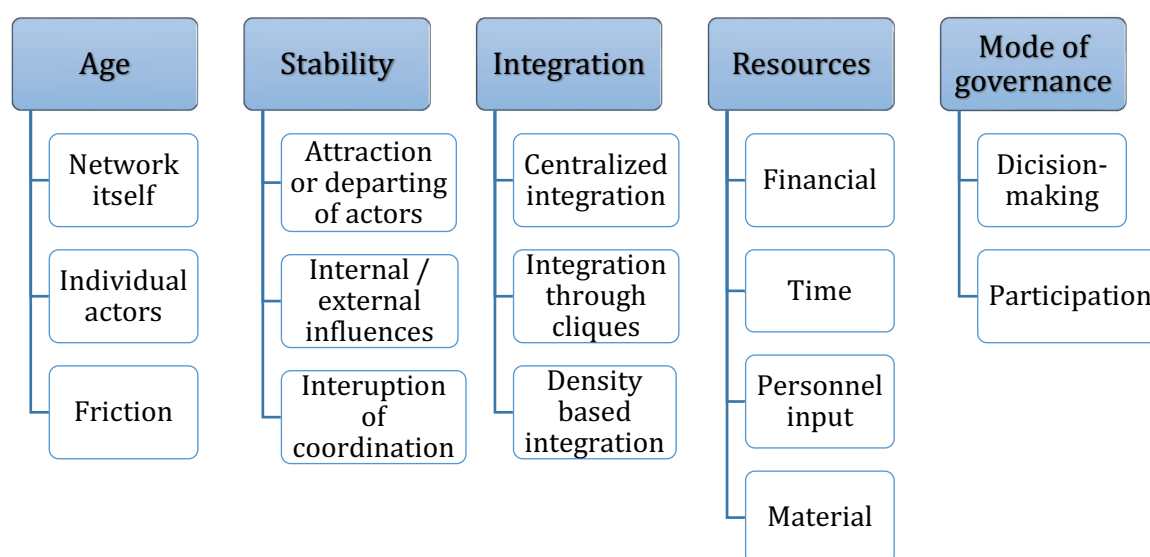 Age
Network
itself
Individual
actors
Friction
Stability
Attraction
or departing
of actors
Internal /
external
influences
Interuption
of
coordination
Integration
Centralized
integration
Integration
through
cliques
Density
based
integration
Resources
Financial
Time
Personnel
input
Material
Mode of
governance
Dicision-
making
Participation